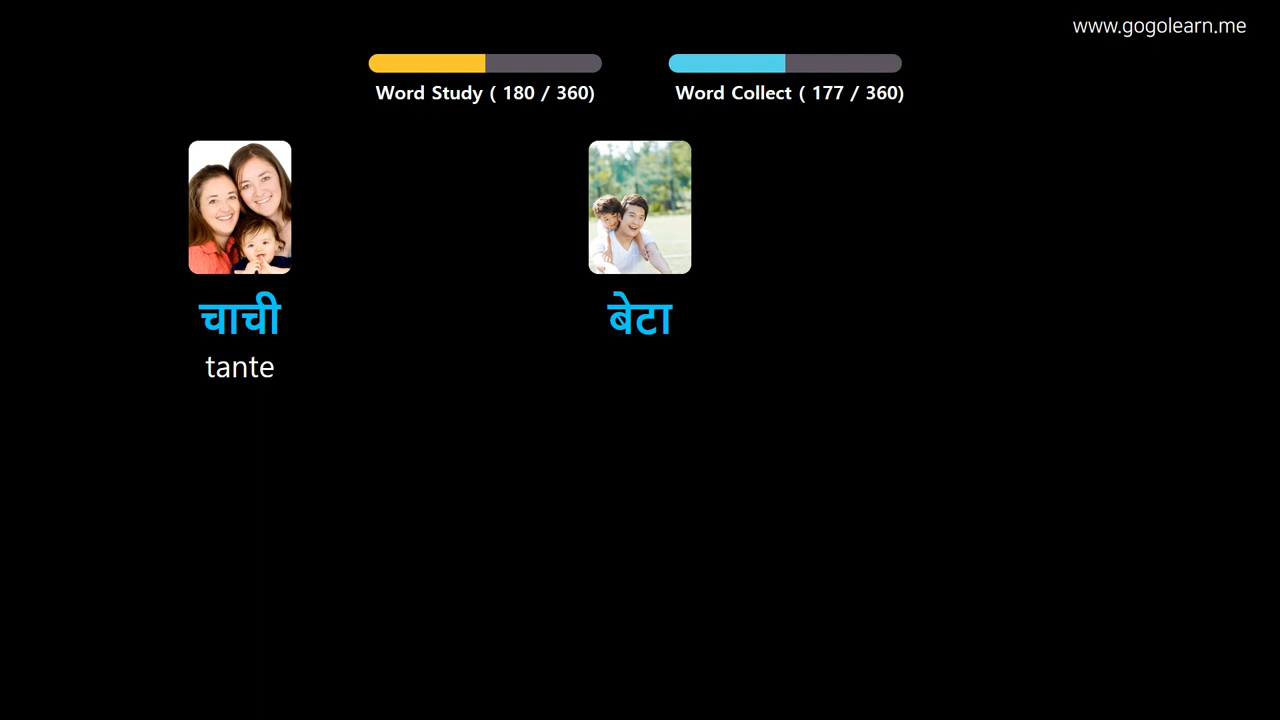 www.gogolearn.me
Word Study ( 180 / 360)
Word Collect ( 177 / 360)
चाची
tante
बेटा